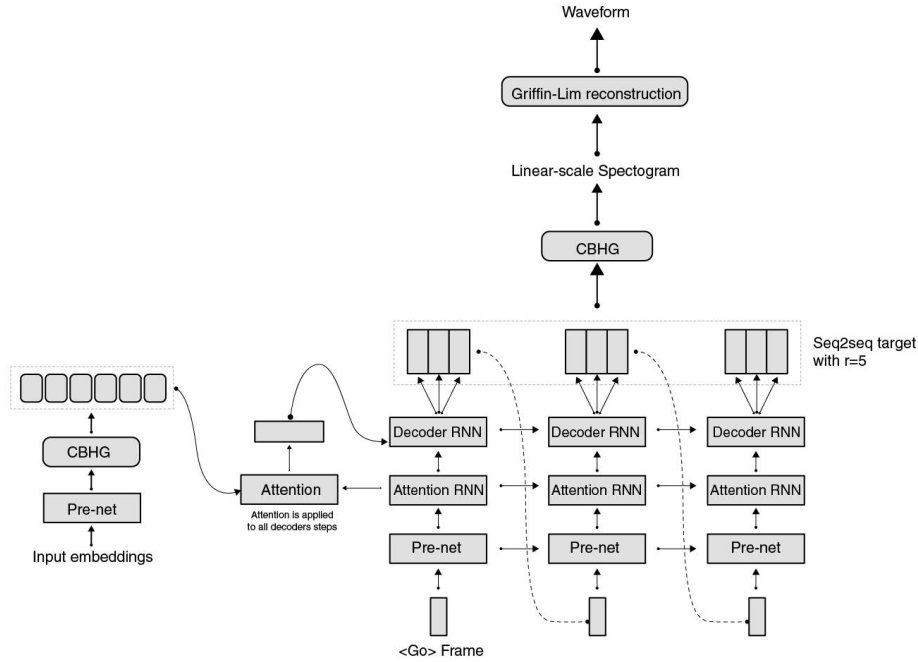 Waveform
Griffin-Lim reconstruction
Linear-scale Spectogram
CBHG
Seq2seq target
with r=5
Decoder RNN
Decoder RNN
Decoder RNN
CBHG
Attention
Attention RNN
Attention RNN
Attention RNN
Pre-net
Attention is applied
to all decoders steps
Input embeddings
Pre-net
Pre-net
Pre-net
<Go> Frame